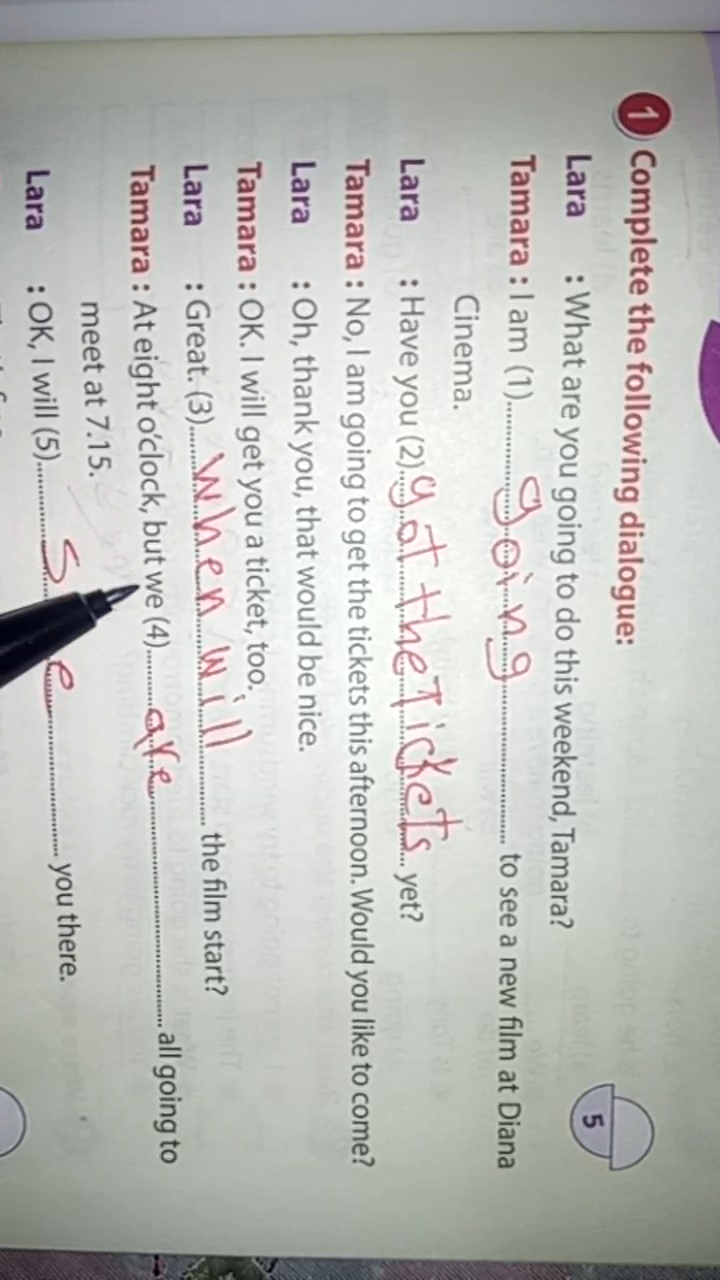 1 Complete the following dialogue:
5
Lara : What are you going to do this weekend, Tamara?
Tamara : I am (1) going to see a new film at Diana
Cinema.
Lara : Have you (2) got the Tickets yet?
Tamara : No, I am going to get the tickets this afternoon. Would you like to come?
Lara : Oh, thank you, that would be nice.
Tamara : OK. I will get you a ticket, too.
Lara : Great. (3) when will the film start?
Tamara : At eight o'clock, but we (4) are all going to
meet at 7.15.
Lara : OK, I will (5) you there.